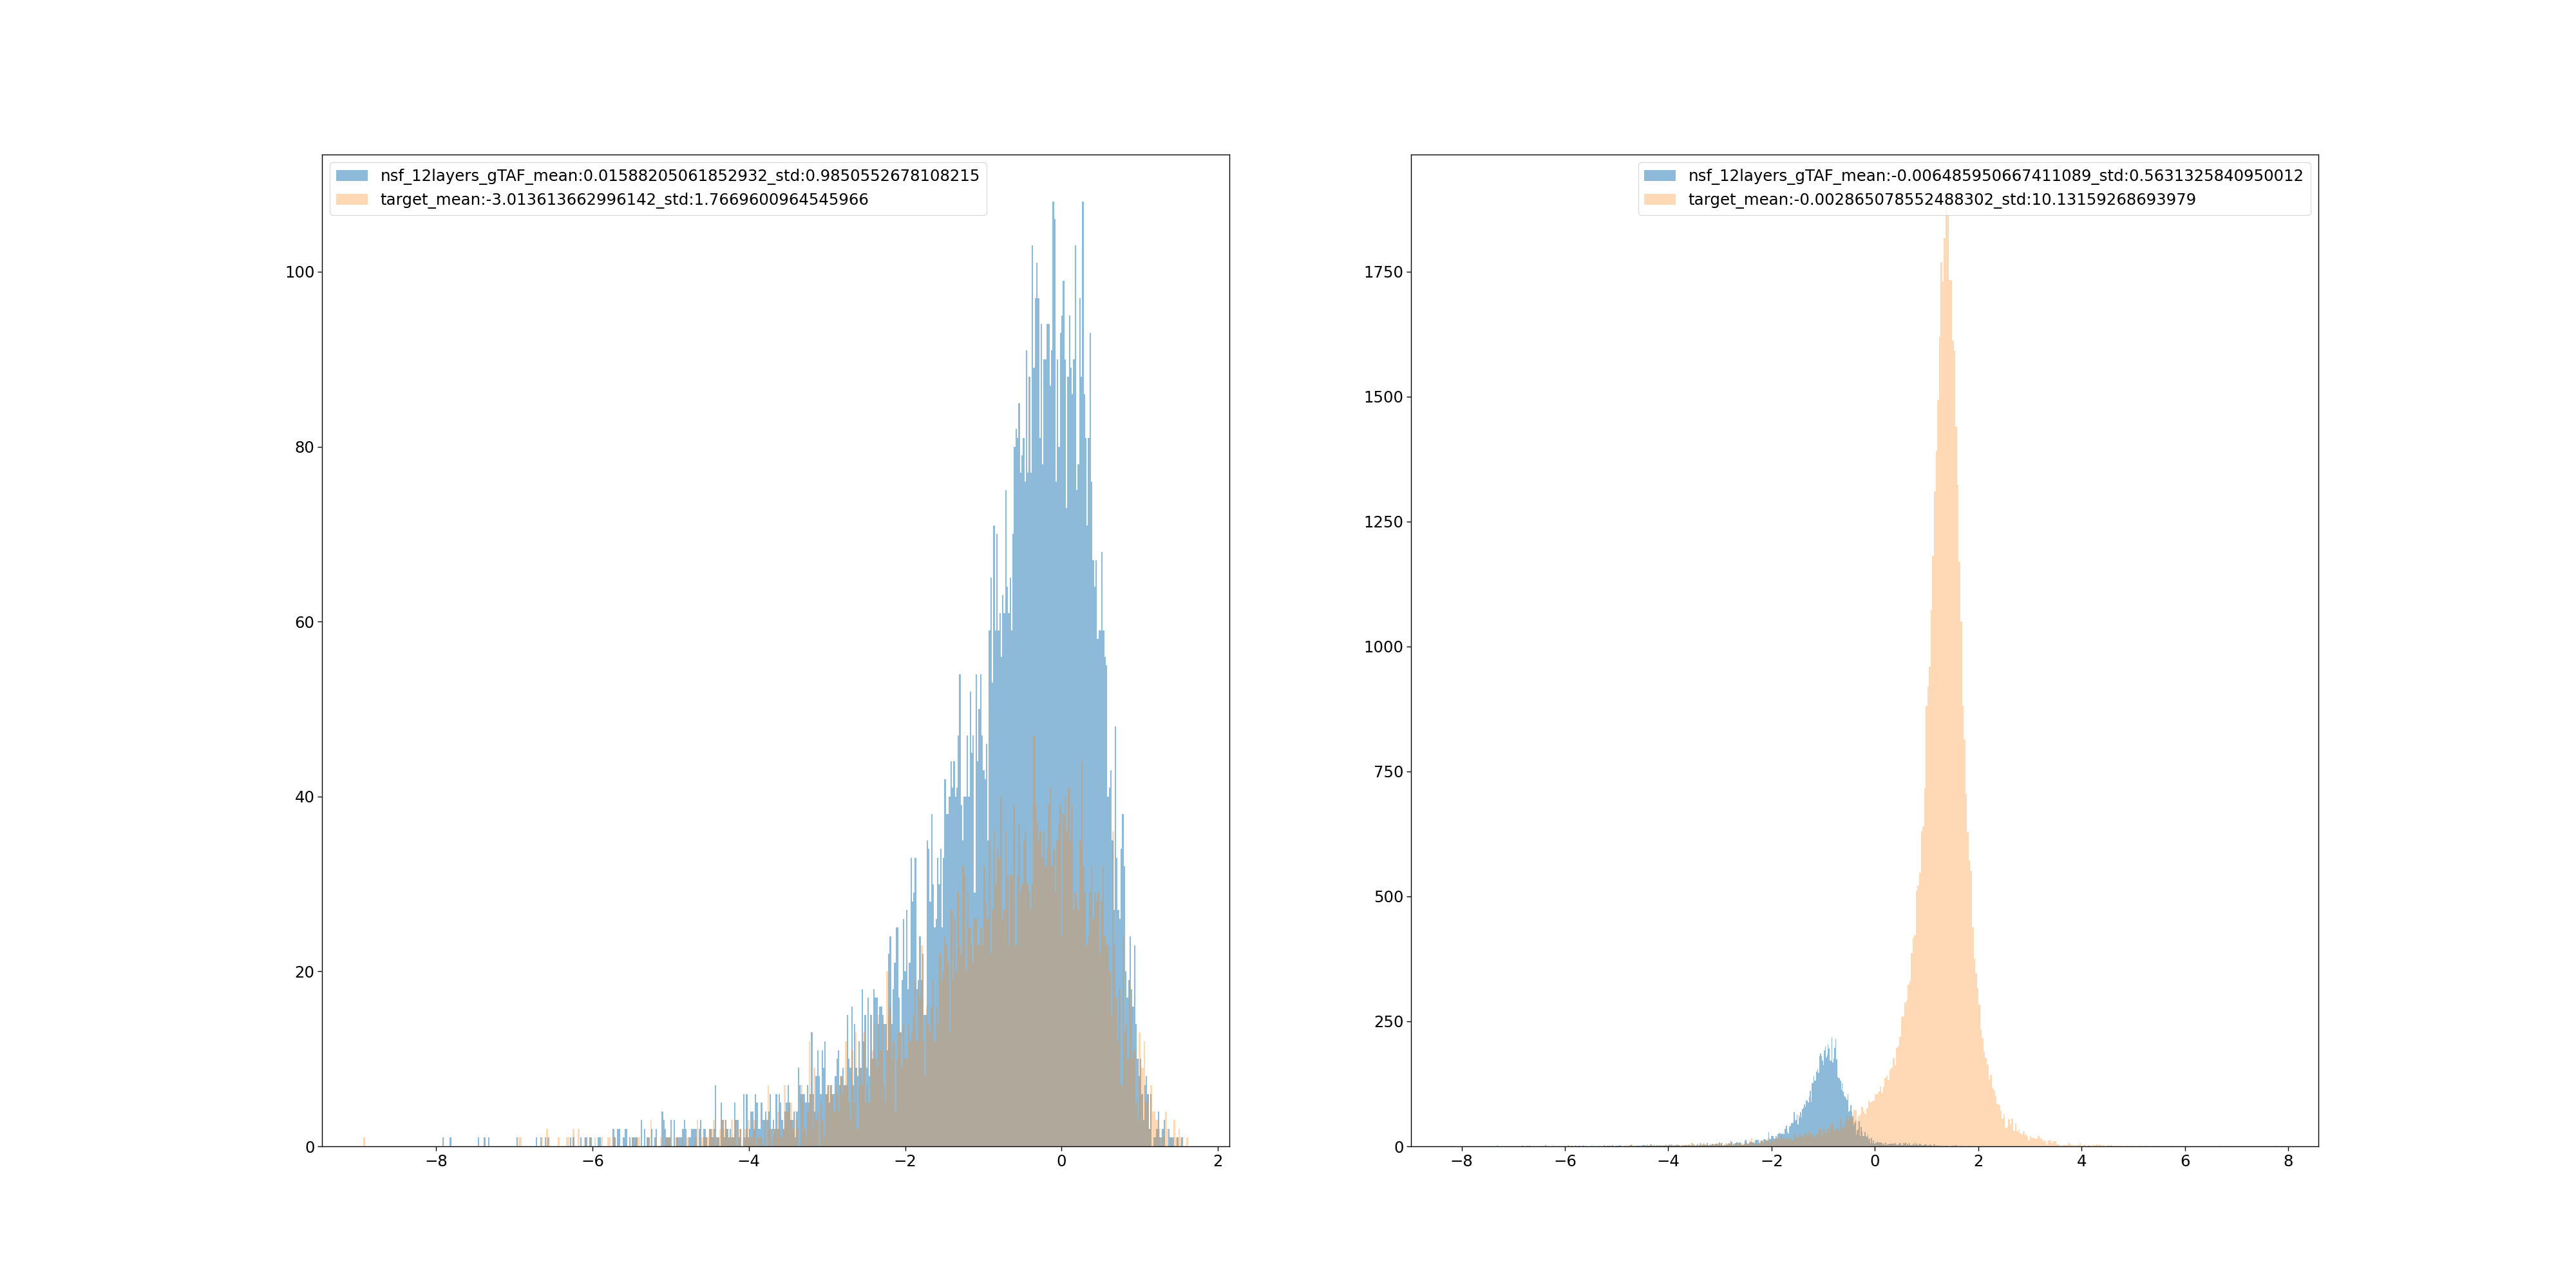 nsf_12layers_gTAF_mean:0.01588205061852932_std:0.9850552678108215
target_mean:-3.013613662996142_std:1.7669600964545966
100
80
60
40
20
0
−8 −6 −4 −2 0 2
nsf_12layers_gTAF_mean:-0.006485950667411089_std:0.5631325840950012
target_mean:-0.002865078552488302_std:10.13159268693979
1750
1500
1250
1000
750
500
250
0
−8 −6 −4 −2 0 2 4 6 8